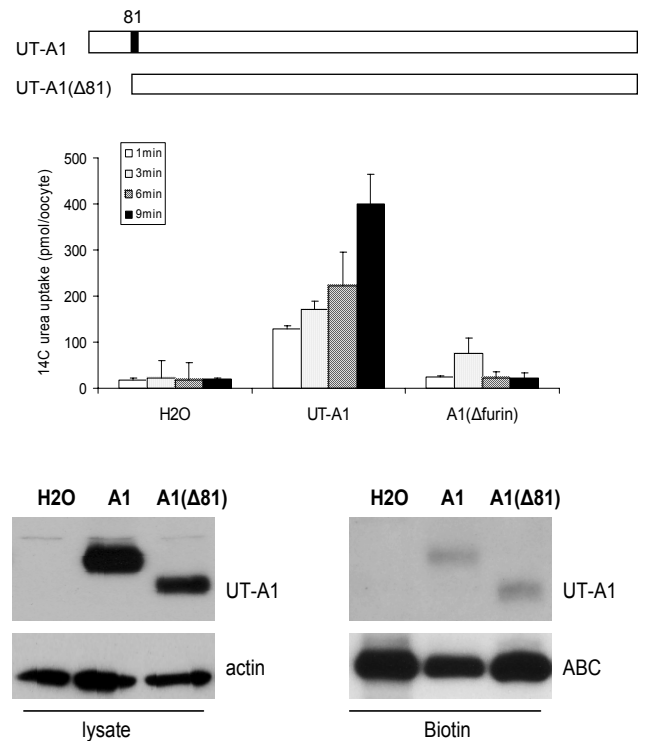 81
UT-A1
UT-A1(Δ81)
500
400
300
200
100
0
14C urea uptake (pmol/oocyte)
1min
3min
6min
9min
H2O UT-A1 A1(Δfurin)
H2O A1 A1(Δ81)
UT-A1
actin
lysate
H2O A1 A1(Δ81)
UT-A1
ABC
Biotin